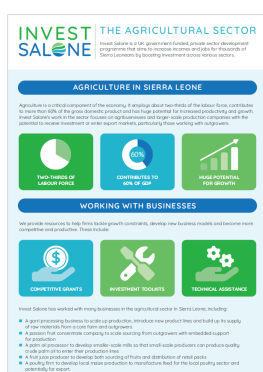 INVEST
SALONE
THE AGRICULTURAL SECTOR
Invest Salone is a UK government-funded, private sector development
programme that aims to increase incomes and jobs for thousands of
Sierra Leoneans by boosting investment across various sectors.
AGRICULTURE IN SIERRA LEONE
Agriculture is a critical component of the economy. It employs about two-thirds of the labour force, contributes
to more than 60% of the gross domestic product and has huge potential for increased productivity and growth.
Invest Salone's work in the sector focuses on agribusinesses and larger-scale production companies with the
potential to receive investment or enter export markets, particularly those working with outgrowers.
60%
TWO-THIRDS OF
LABOUR FORCE
CONTRIBUTES TO
60% OF GDP
HUGE POTENTIAL
FOR GROWTH
WORKING WITH BUSINESSES
We provide resources to help firms tackle growth constraints, develop new business models and become more
competitive and productive. These include:
$
COMPETITIVE GRANTS
INVESTMENT TOOLKITS
TECHNICAL ASSISTANCE
Invest Salone has worked with many businesses in the agricultural sector in Sierra Leone, including:
A garri processing business to scale up production, introduce new product lines and build up its supply
of raw materials from a core farm and outgrowers
A passion fruit concentrate company to scale sourcing from outgrowers with embedded support
for production
A palm oil processor to develop smaller-scale mills so that small-scale producers can produce quality
crude palm oil to enter their production lines
A fruit juice producer to develop both sourcing of fruits and distribution of retail packs
A poultry firm to develop local maize production to manufacture feed for the local poultry sector and
potentially for export.